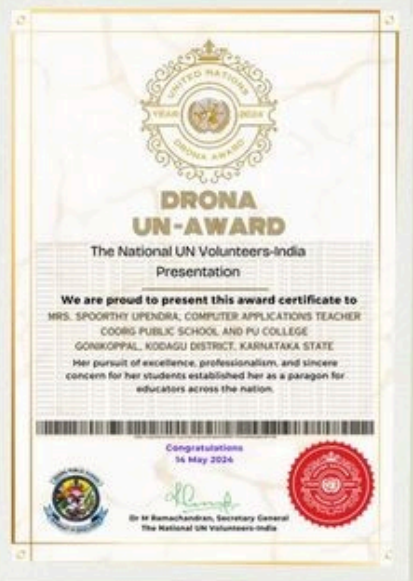 UNITED NATIONS
YEAR 2024
DRONA AWARD
DRONA
UN-AWARD
The National UN Volunteers-India
Presentation
We are proud to present this award certificate to
MRS. SPOORTHY UPENDRA, COMPUTER APPLICATIONS TEACHER
COORG PUBLIC SCHOOL AND PU COLLEGE
GONIKOPPAL, KODAGU DISTRICT, KARNATAKA STATE
Her pursuit of excellence, professionalism, and sincere
concern for her students established her as a paragon for
educators across the nation.
Congratulations
14 May 2024
Dr M Ramachandran, Secretary General
The National UN Volunteers-India